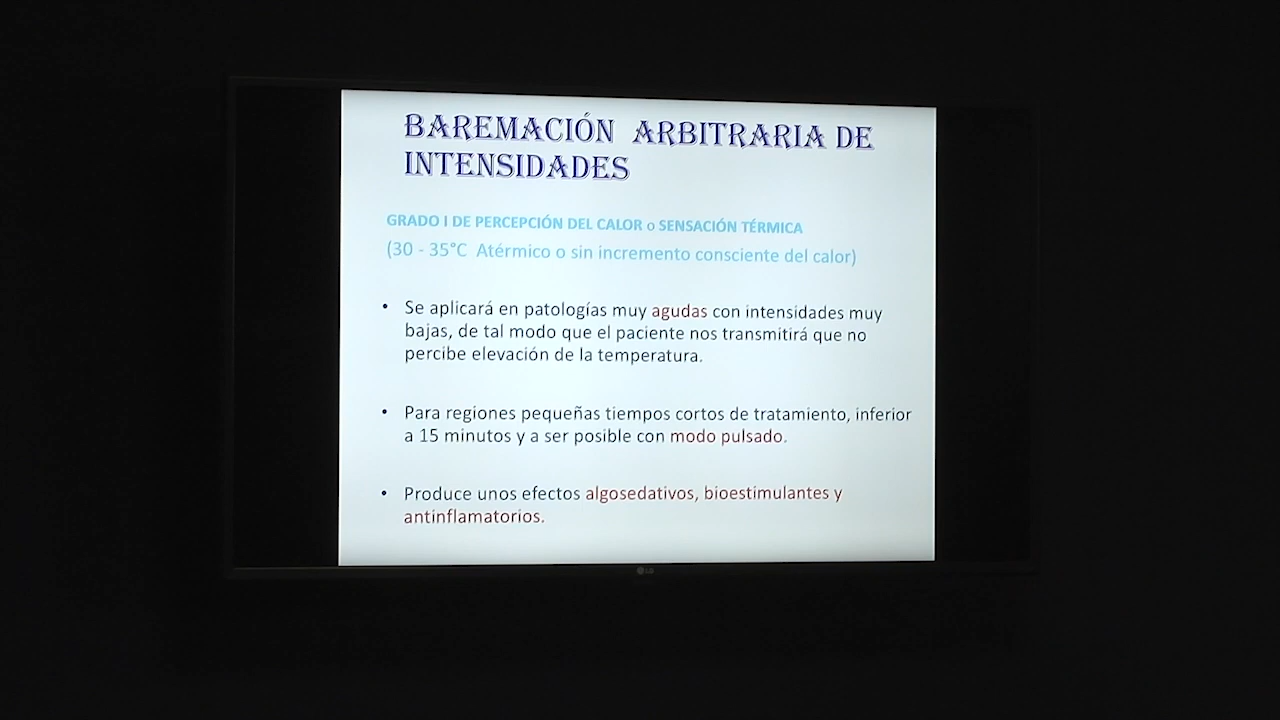 BAREMACIÓN ARBITRARIA DE
INTENSIDADES
GRADO I DE PERCEPCIÓN DEL CALOR o SENSACIÓN TÉRMICA
(30 - 35°C Atérmico o sin incremento consciente del calor)
• Se aplicará en patologías muy agudas con intensidades muy
bajas, de tal modo que el paciente nos transmitirá que no
percibe elevación de la temperatura.
• Para regiones pequeñas tiempos cortos de tratamiento, inferior
a 15 minutos y a ser posible con modo pulsado.
• Produce unos efectos algosedativos, bioestimulantes y
antinflamatorios.
LG